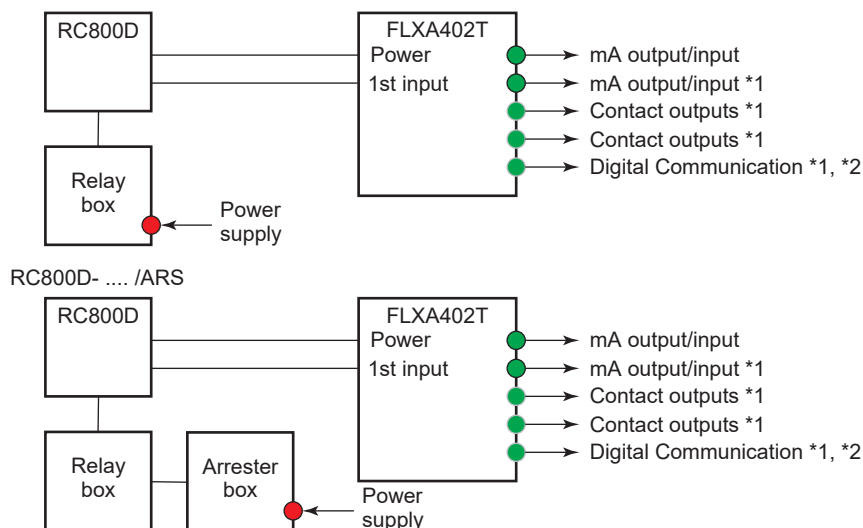 RC800D
FLXA402T
Power
1st input
mA output/input
mA output/input *1
Contact outputs *1
Contact outputs *1
Digital Communication *1, *2
Relay
box
Power
supply
RC800D- .... /ARS
RC800D
FLXA402T
Power
1st input
mA output/input
mA output/input *1
Contact outputs *1
Contact outputs *1
Digital Communication *1, *2
Relay
box
Arrester
box
Power
supply